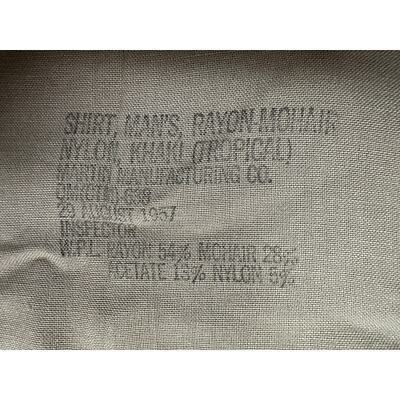 SHIRT, MAN'S, RAYON MOHAIR
NYLON, KHAKI (TROPICAL)
MARTIN MANUFACTURING CO.
23 AUGUST 1957
INSPECTOR
W.P.L. RAYON 54% MOHAIR 28%
ACETATE 13% NYLON 5%